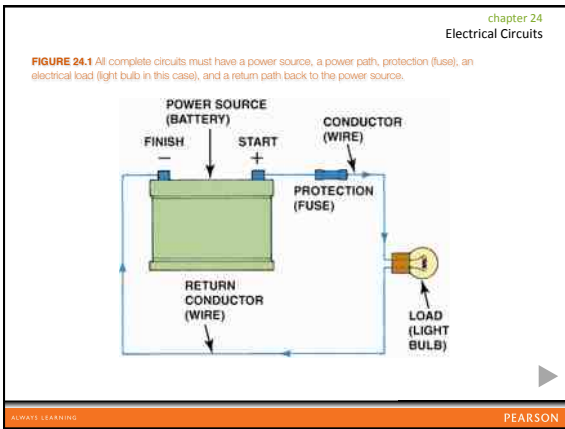 chapter 24
Electrical Circuits
FIGURE 24.1 All complete circuits must have a power source, a power path, protection (fuse), an
electrical load (light bulb in this case), and a return path back to the power source.
POWER SOURCE
(BATTERY)
CONDUCTOR
(WIRE)
FINISH
START
−
+
PROTECTION
(FUSE)
RETURN
CONDUCTOR
(WIRE)
LOAD
(LIGHT
BULB)
ALWAYS LEARNING
PEARSON